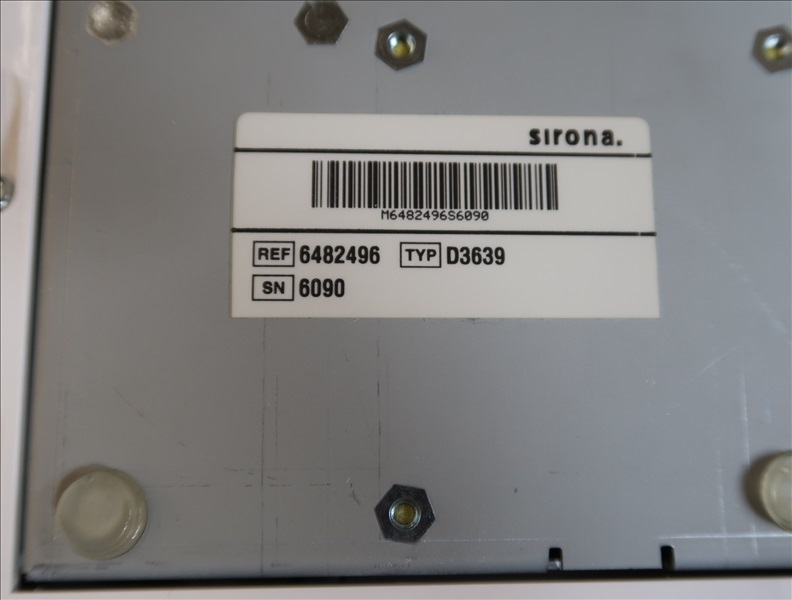 sirona.
M6482496S6090
REF 6482496 TYP D3639
SN 6090